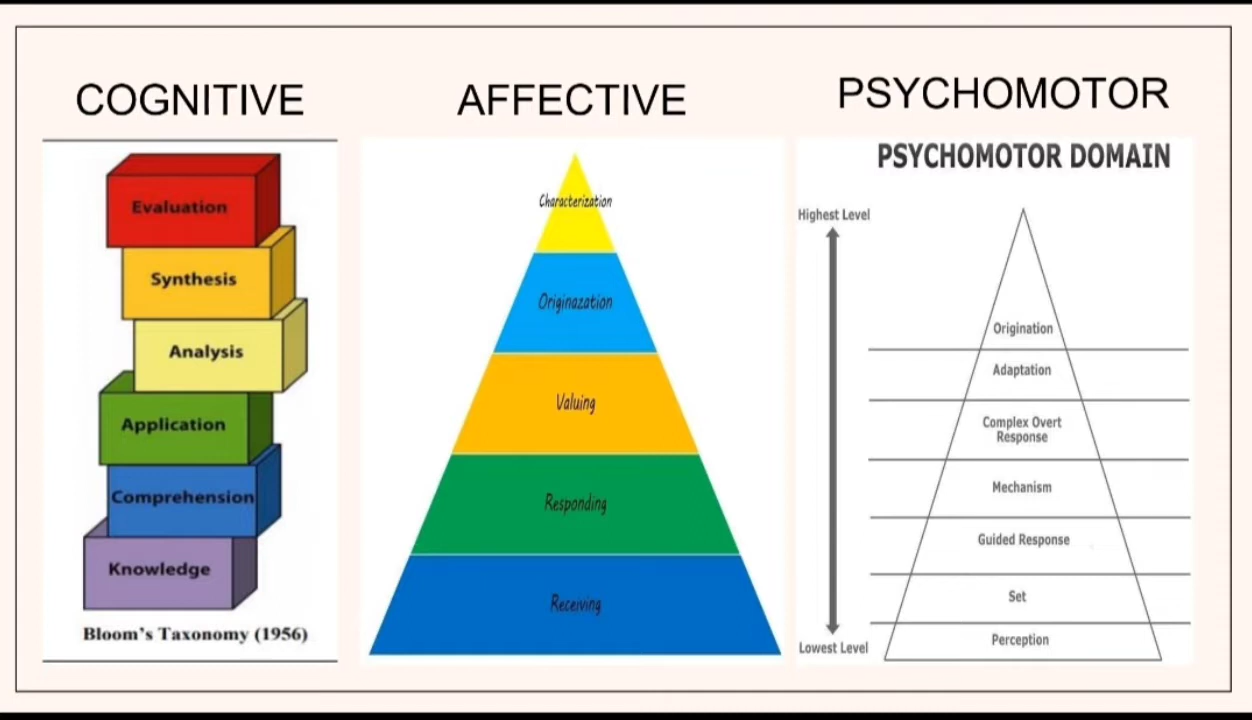 COGNITIVE
Evaluation
Synthesis
Analysis
Application
Comprehension
Knowledge
Bloom's Taxonomy (1956)
AFFECTIVE
Characterization
Originazation
Valuing
Responding
Receiving
PSYCHOMOTOR
PSYCHOMOTOR DOMAIN
Highest Level
Origination
Adaptation
Complex Overt
Response
Mechanism
Guided Response
Set
Perception
Lowest Level